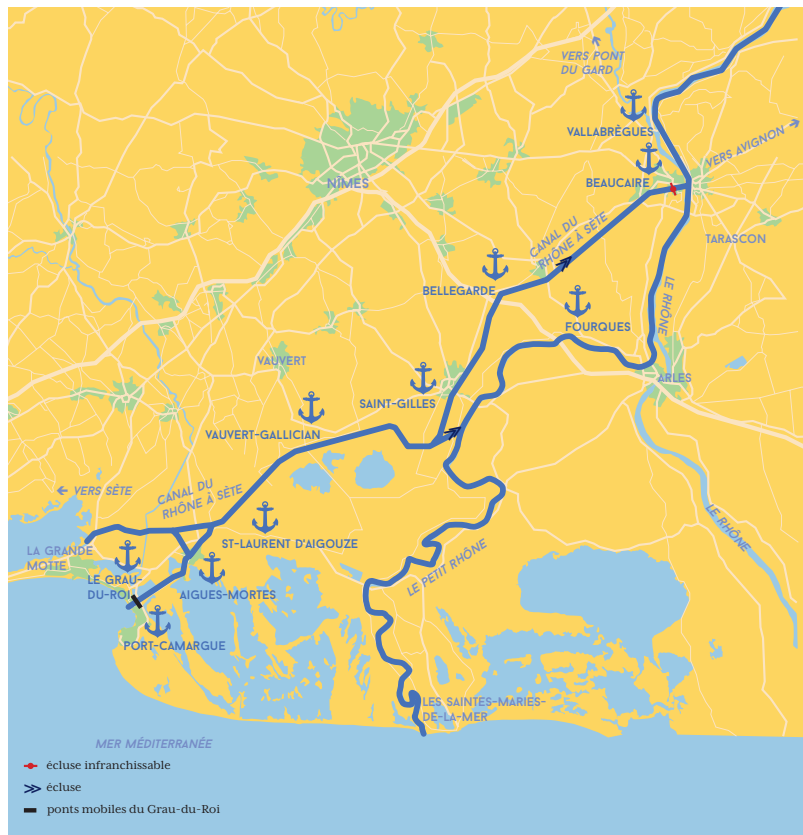 VERS PONT
DU GARD
VALLABRÈGUES
VERS AVIGNON
BEAUCAIRE
NÎMES
CANAL DU
RHÔNE À SÈTE
TARASCON
BELLEGARDE
LE RHÔNE
FOURQUES
VAUVERT
ARLES
SAINT-GILLES
VAUVERT-GALLICIAN
VERS SÈTE
CANAL DU
RHÔNE À SÈTE
LE RHÔNE
ST-LAURENT D'AIGOUZE
LA GRANDE
MOTTE
LE PETIT RHÔNE
LE GRAU-
DU-ROI
AIGUES-MORTES
PORT-CAMARGUE
LES SAINTES-MARIES-
DE-LA-MER
MER MÉDITERRANÉE
écluse infranchissable
écluse
ponts mobiles du Grau-du-Roi